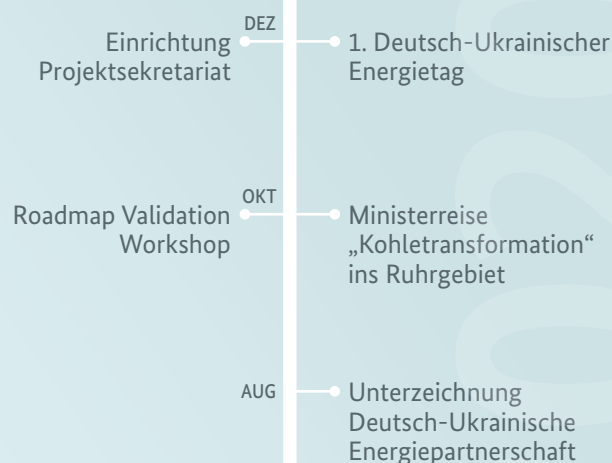 DEZ
Einrichtung
Projektsekretariat
1. Deutsch-Ukrainischer
Energietag
OKT
Roadmap Validation
Workshop
Ministerreise
„Kohletransformation“
ins Ruhrgebiet
AUG
Unterzeichnung
Deutsch-Ukrainische
Energiepartnerschaft